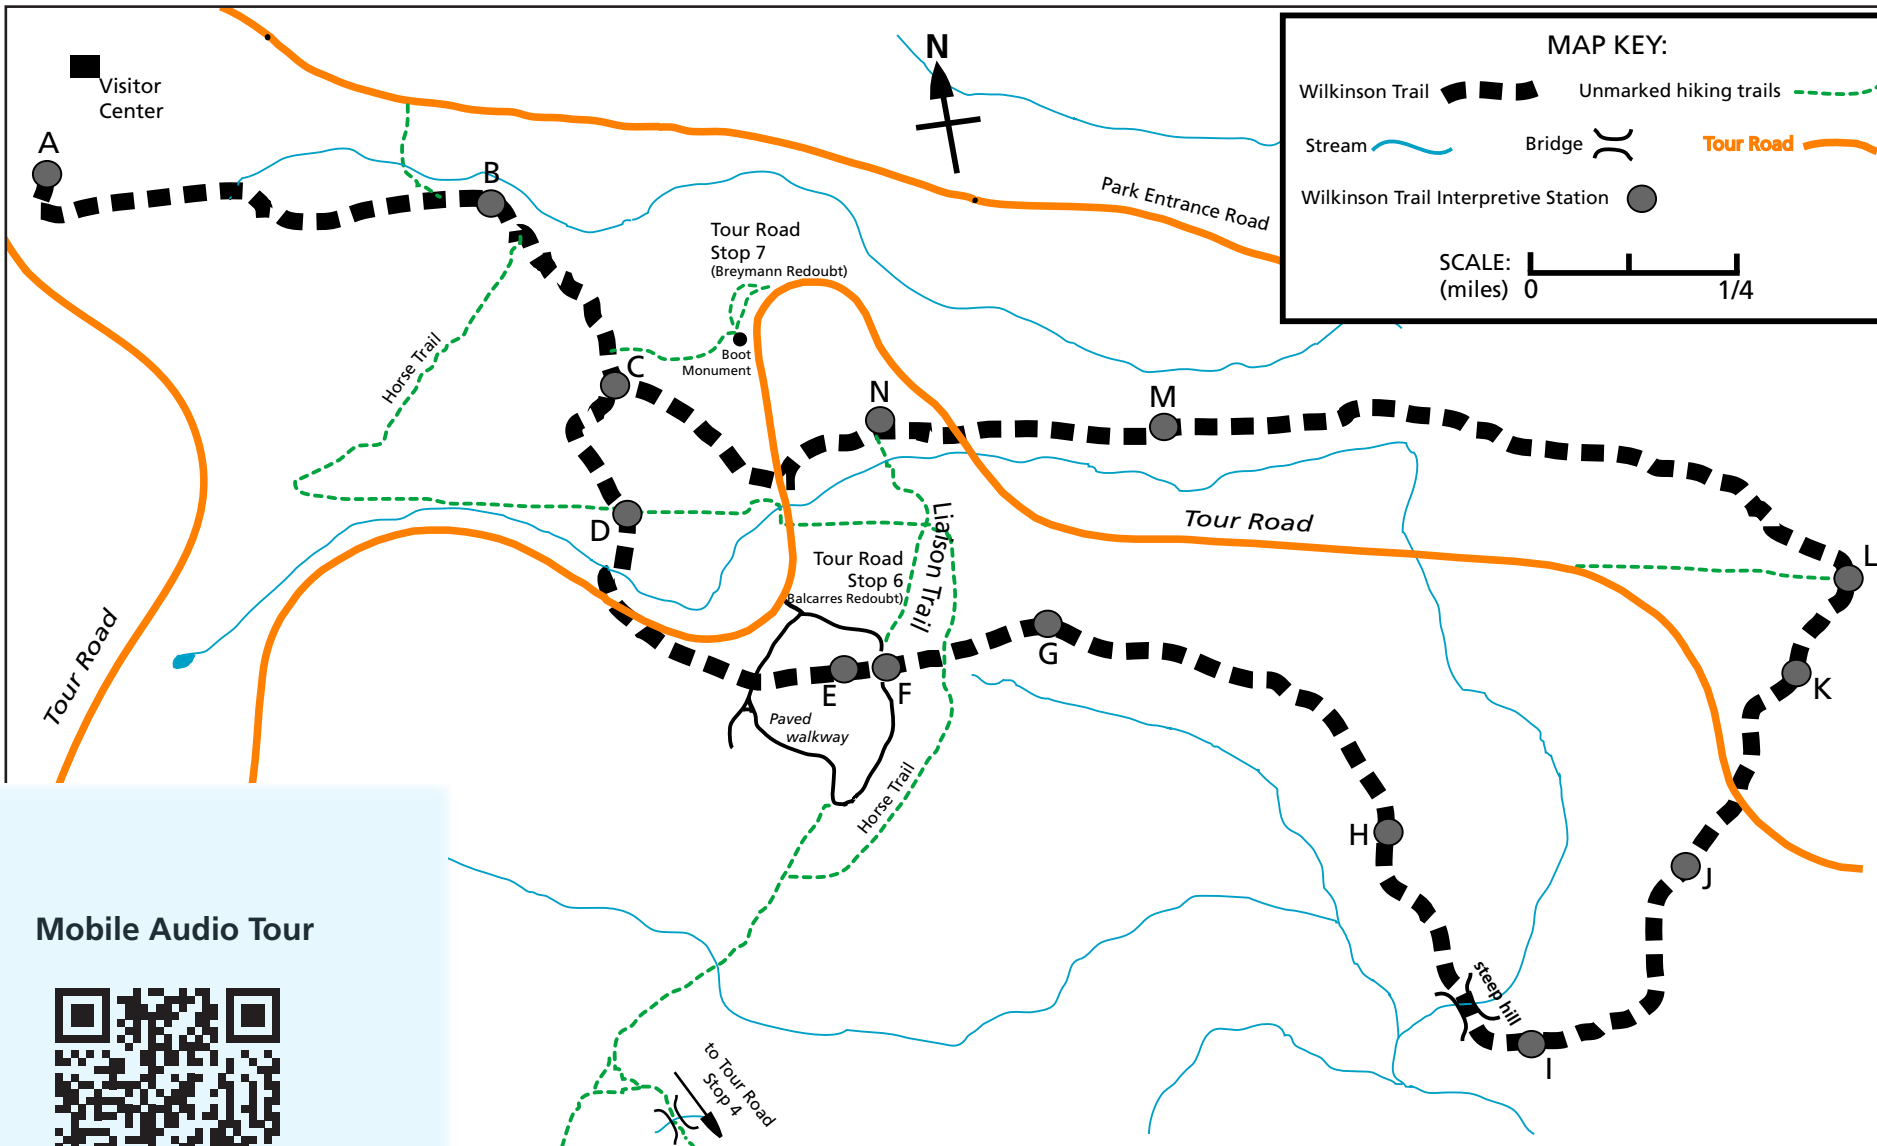 N
Visitor
Center
A
B
MAP KEY:
Wilkinson Trail
Unmarked hiking trails
Stream
Bridge
Tour Road
Wilkinson Trail Interpretive Station
SCALE:
(miles) 0 1/4
Park Entrance Road
Tour Road
Stop 7
(Breymann Redoubt)
Horse Trail
Boot
Monument
C
N
M
D
Tour Road
Liaison Trail
Tour Road
Stop 6
(Balcarres Redoubt)
L
Tour Road
G
E
F
K
Paved
walkway
Horse Trail
H
J
steep hill
I
Mobile Audio Tour
to Tour Road
Stop 4